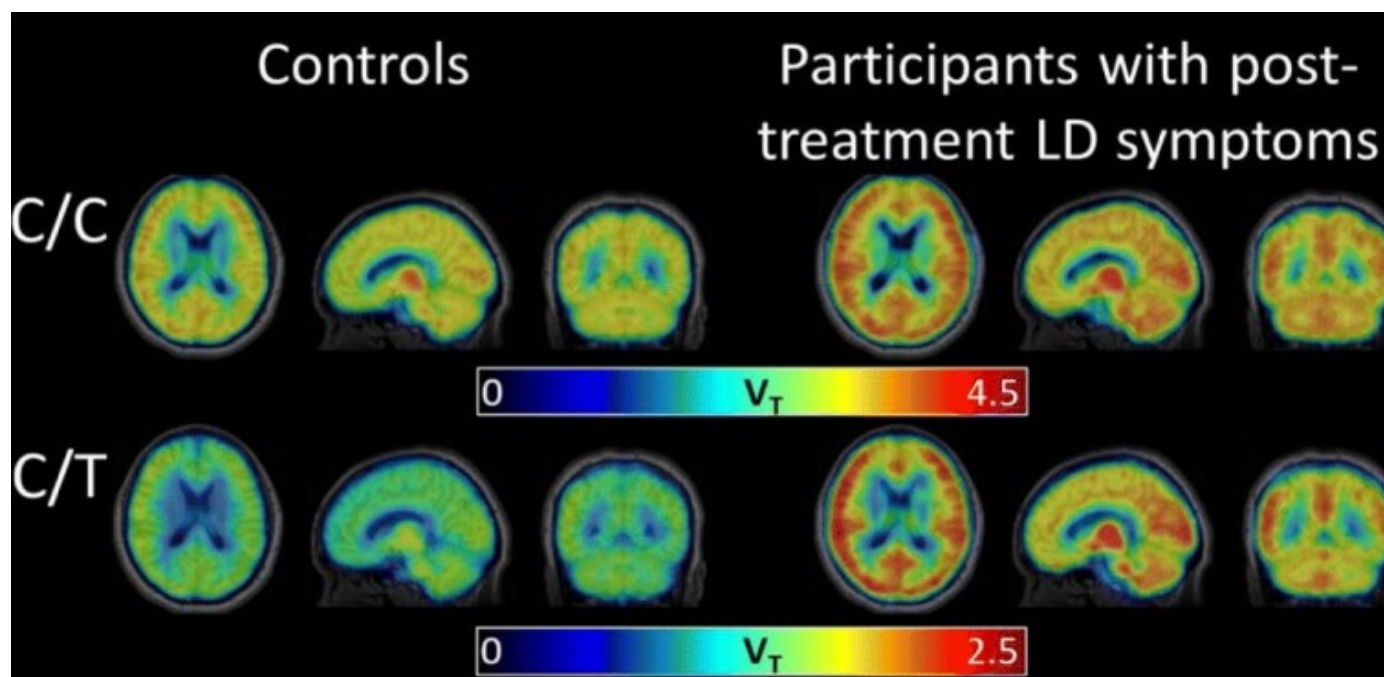 Controls
Participants with post-
treatment LD symptoms
C/C
0 VT 4.5
C/T
0 VT 2.5